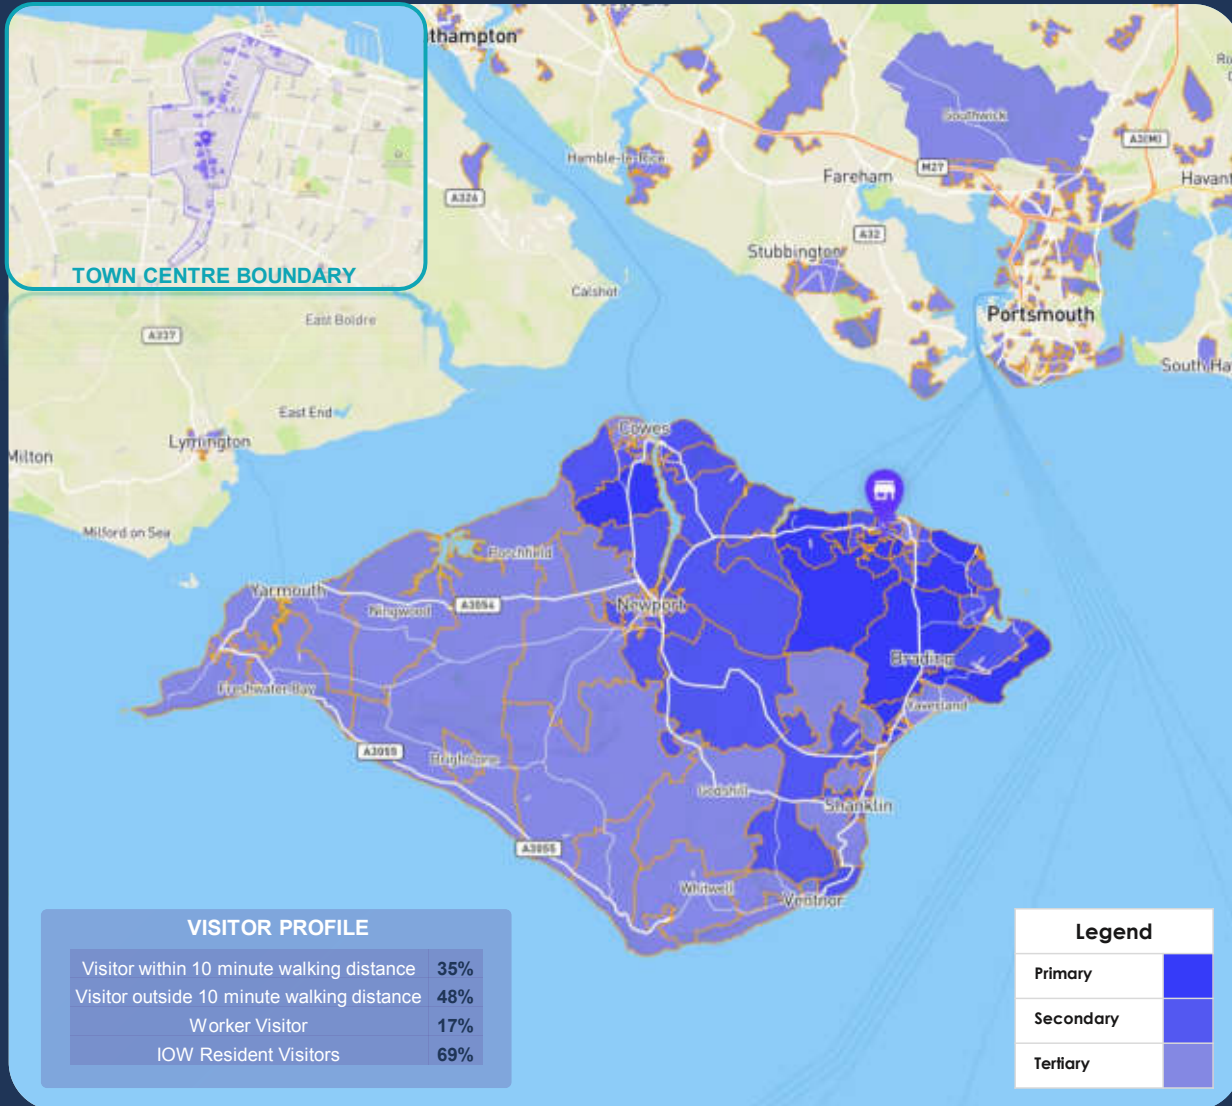 thampton
Southwick
A3(M)
Hamble-le-Rice
M27
Fareham
Havant
A326
A32
Stubbington
TOWN CENTRE BOUNDARY
Calshot
Portsmouth
East Boldre
A337
South Ha
East End
Lymington
Milton
Cowes
Milford on Sea
Porchfield
Yarmouth
Ningwood
A3054
Newport
Brading
Freshwater Bay
Yaverland
A3055
Brighstone
Godshill
Shanklin
A3055
Whitwell
Ventnor
VISITOR PROFILE
Visitor within 10 minute walking distance 35%
Visitor outside 10 minute walking distance 48%
Worker Visitor 17%
IOW Resident Visitors 69%
Legend
Primary
Secondary
Tertiary